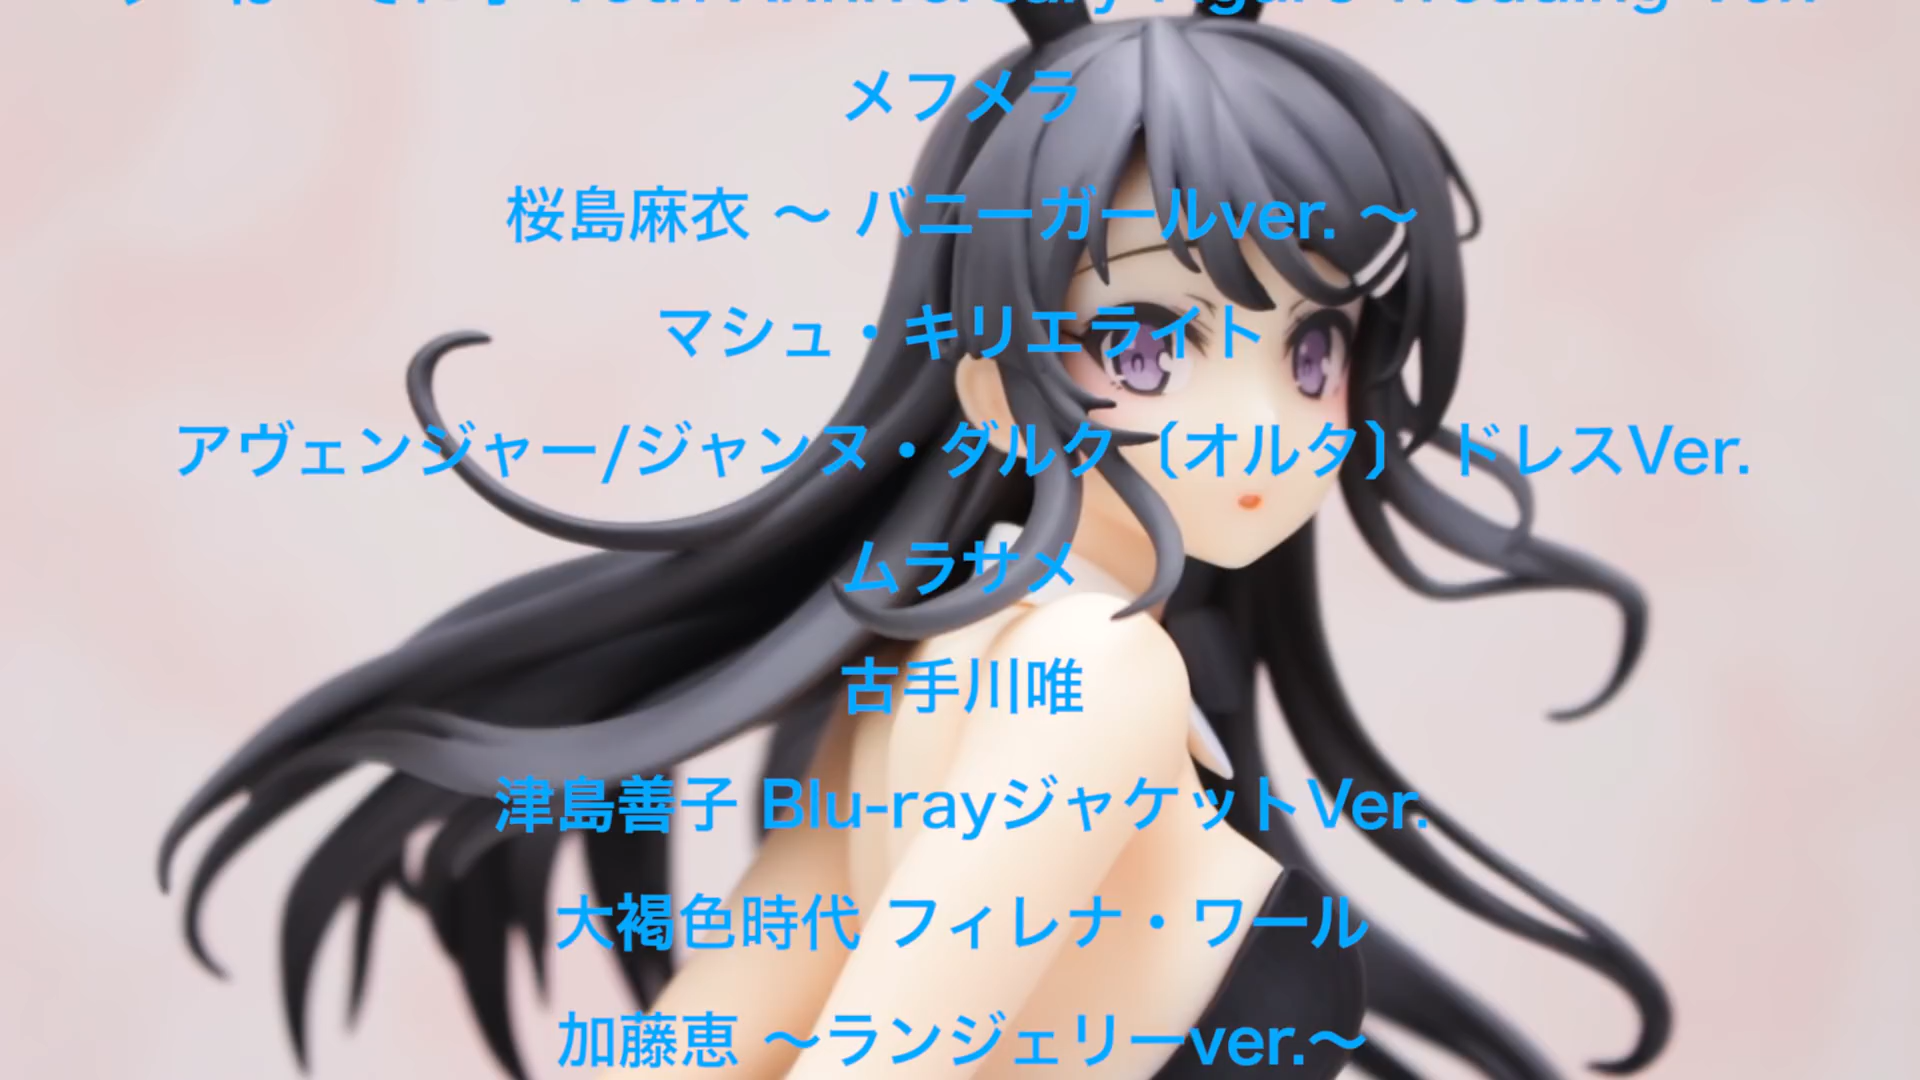 10th Anniversary Figure Wedding Ver.
メフメラ
桜島麻衣 ～ バニーガールver. ～
マシュ・キリエライト
アヴェンジャー/ジャンヌ・ダルク〔オルタ〕 ドレスVer.
ムラサメ
古手川唯
津島善子 Blu-rayジャケットVer.
大褐色時代 フィレナ・ワール
加藤恵 ～ランジェリーver.～